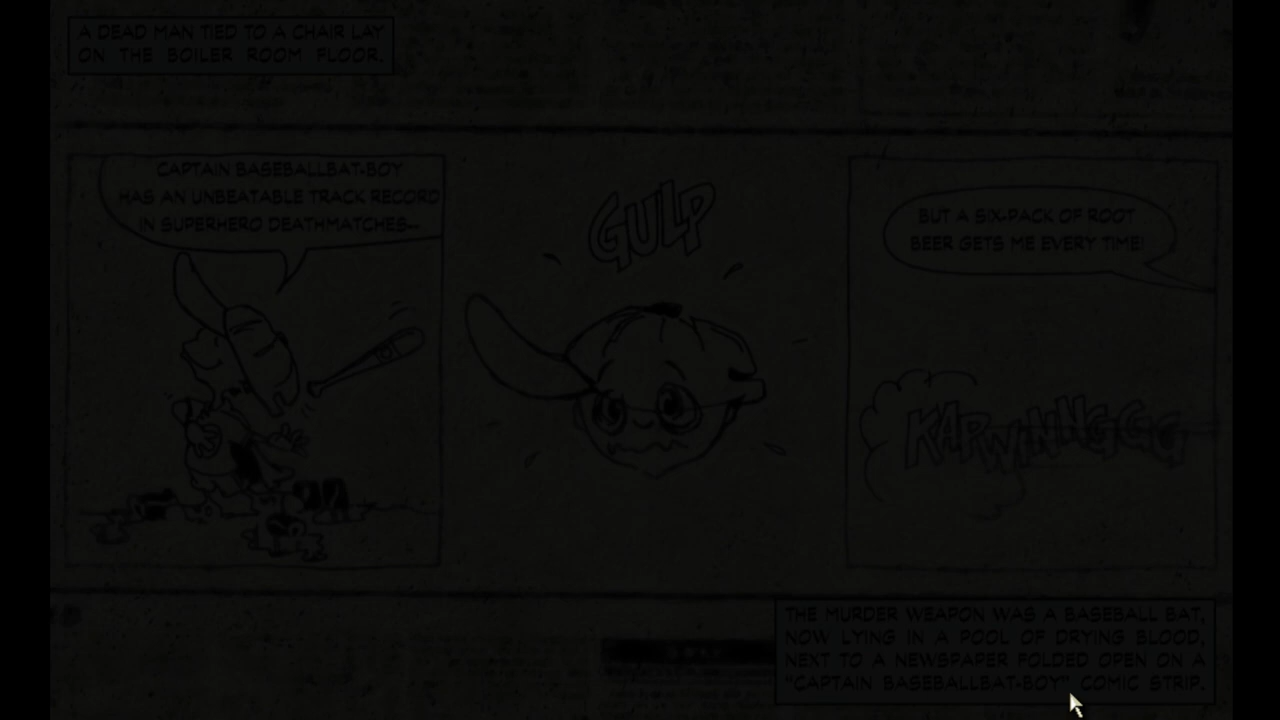 A DEAD MAN TIED TO A CHAIR LAY
ON THE BOILER ROOM FLOOR.
CAPTAIN BASEBALLBAT-BOY
HAS AN UNBEATABLE TRACK RECORD
IN SUPERHERO DEATHMATCHES—
GULP
BUT A SIX-PACK OF ROOT
BEER GETS ME EVERY TIME!
KAPWINNGGG
THE MURDER WEAPON WAS A BASEBALL BAT,
NOW LYING IN A POOL OF DRYING BLOOD,
NEXT TO A NEWSPAPER FOLDED OPEN ON A
"CAPTAIN BASEBALLBAT-BOY" COMIC STRIP.